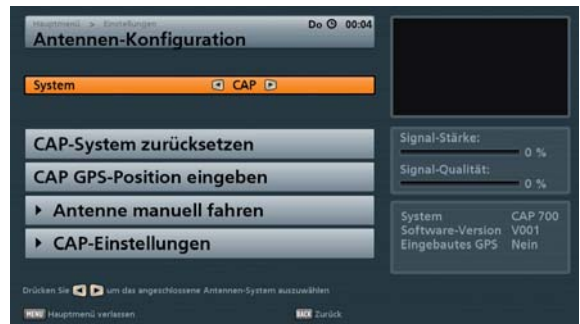 Hauptmenü > Einstellungen
Do 00:04
Antennen-Konfiguration
System CAP
CAP-System zurücksetzen
CAP GPS-Position eingeben
Antenne manuell fahren
CAP-Einstellungen
Signal-Stärke:
0 %
Signal-Qualität:
0 %
System CAP 700
Software-Version V001
Eingebautes GPS Nein
Drücken Sie um das angeschlossene Antennen-System auszuwählen
MENU Hauptmenü verlassen
BACK Zurück